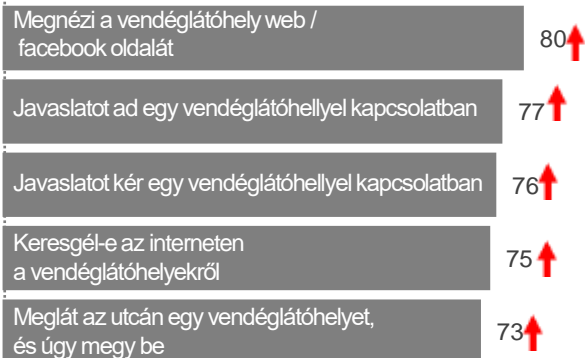 Megnézi a vendéglátóhely web /
facebook oldalát
80
Javaslatot ad egy vendéglátóhellyel kapcsolatban
77
Javaslatot kér egy vendéglátóhellyel kapcsolatban
76
Keresgél-e az interneten
a vendéglátóhelyekről
75
Meglát az utcán egy vendéglátóhelyet,
és úgy megy be
73